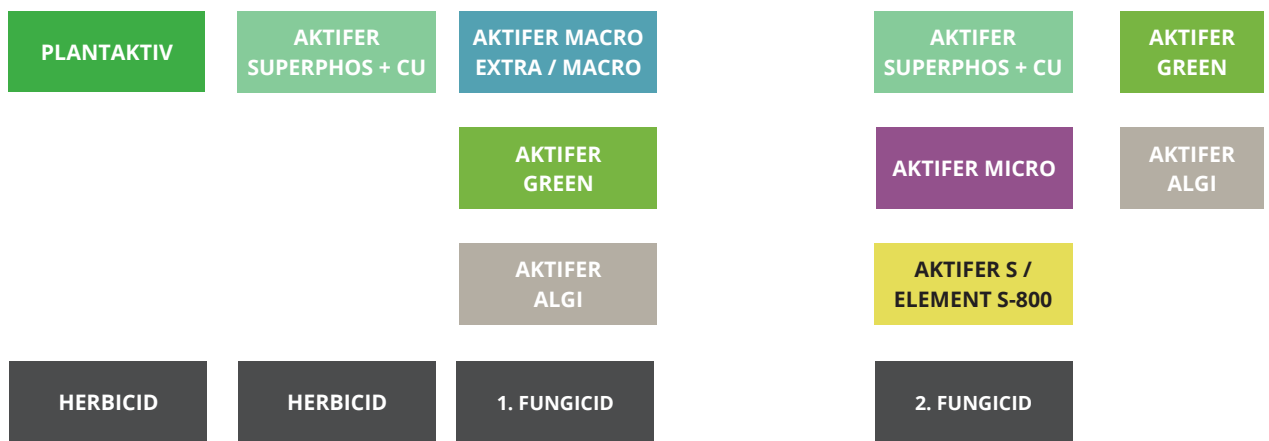 PLANTAKTIV
AKTIFER
SUPERPHOS + CU
AKTIFER MACRO
EXTRA / MACRO
AKTIFER
SUPERPHOS + CU
AKTIFER
GREEN
AKTIFER
GREEN
AKTIFER MICRO
AKTIFER
ALGI
AKTIFER
ALGI
AKTIFER S /
ELEMENT S-800
HERBICID
HERBICID
1. FUNGICID
2. FUNGICID